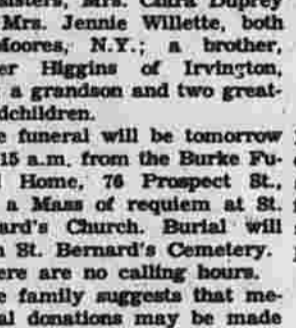 Mrs. Clara Duprey
Mrs. Jennie Willette, both
Moores, N.Y.; a brother,
er Higgins of Irvington,
a grandson and two great-
dchildren.
e funeral will be tomorrow
15 a.m. from the Burke Fu-
Home, 76 Prospect St.,
a Mass of requiem at St.
ard's Church. Burial will
St. Bernard's Cemetery.
ere are no calling hours.
e family suggests that me-
al donations may be made